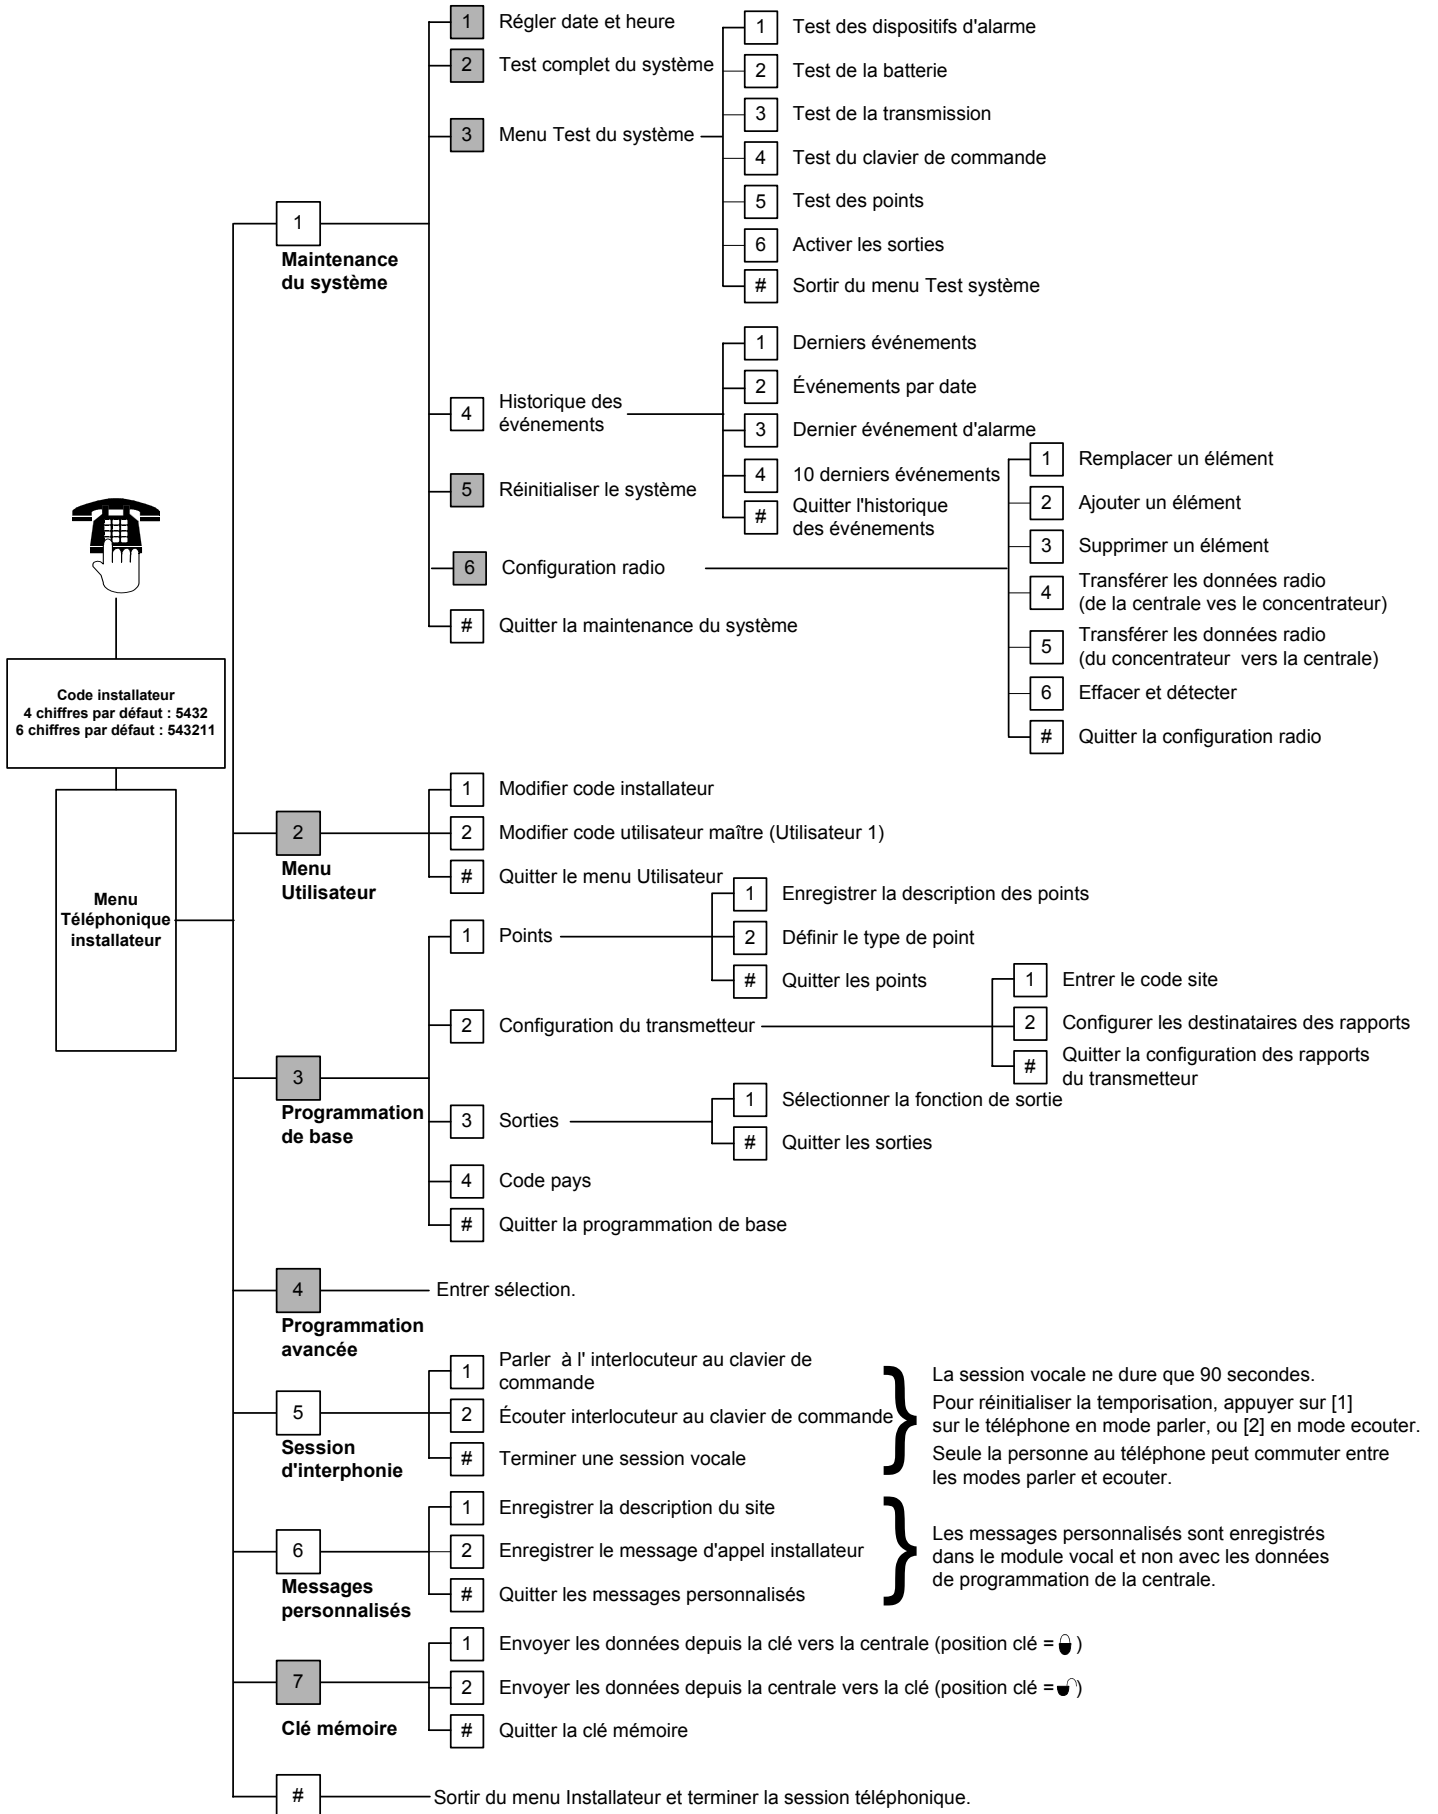 1 Régler date et heure
2 Test complet du système
3 Menu Test du système
1 Test des dispositifs d'alarme
2 Test de la batterie
3 Test de la transmission
4 Test du clavier de commande
5 Test des points
6 Activer les sorties
# Sortir du menu Test système
1
Maintenance
du système
4 Historique des
événements
1 Derniers événements
2 Événements par date
3 Dernier événement d'alarme
4 10 derniers événements
# Quitter l'historique
des événements
5 Réinitialiser le système
6 Configuration radio
1 Remplacer un élément
2 Ajouter un élément
3 Supprimer un élément
4 Transférer les données radio
(de la centrale ves le concentrateur)
5 Transférer les données radio
(du concentrateur vers la centrale)
6 Effacer et détecter
# Quitter la configuration radio
# Quitter la maintenance du système
Code installateur
4 chiffres par défaut : 5432
6 chiffres par défaut : 543211
Menu
Téléphonique
installateur
2
Menu
Utilisateur
1 Modifier code installateur
2 Modifier code utilisateur maître (Utilisateur 1)
# Quitter le menu Utilisateur
3
Programmation
de base
1 Points
1 Enregistrer la description des points
2 Définir le type de point
# Quitter les points
2 Configuration du transmetteur
1 Entrer le code site
2 Configurer les destinataires des rapports
# Quitter la configuration des rapports
du transmetteur
3 Sorties
1 Sélectionner la fonction de sortie
# Quitter les sorties
4 Code pays
# Quitter la programmation de base
4
Programmation
avancée
Entrer sélection.
5
Session
d'interphonie
1 Parler à l' interlocuteur au clavier de
commande
2 Écouter interlocuteur au clavier de commande
# Terminer une session vocale
La session vocale ne dure que 90 secondes.
Pour réinitialiser la temporisation, appuyer sur [1]
sur le téléphone en mode parler, ou [2] en mode ecouter.
Seule la personne au téléphone peut commuter entre
les modes parler et ecouter.
6
Messages
personnalisés
1 Enregistrer la description du site
2 Enregistrer le message d'appel installateur
# Quitter les messages personnalisés
Les messages personnalisés sont enregistrés
dans le module vocal et non avec les données
de programmation de la centrale.
7
Clé mémoire
1 Envoyer les données depuis la clé vers la centrale (position clé = )
2 Envoyer les données depuis la centrale vers la clé (position clé = )
# Quitter la clé mémoire
# Sortir du menu Installateur et terminer la session téléphonique.